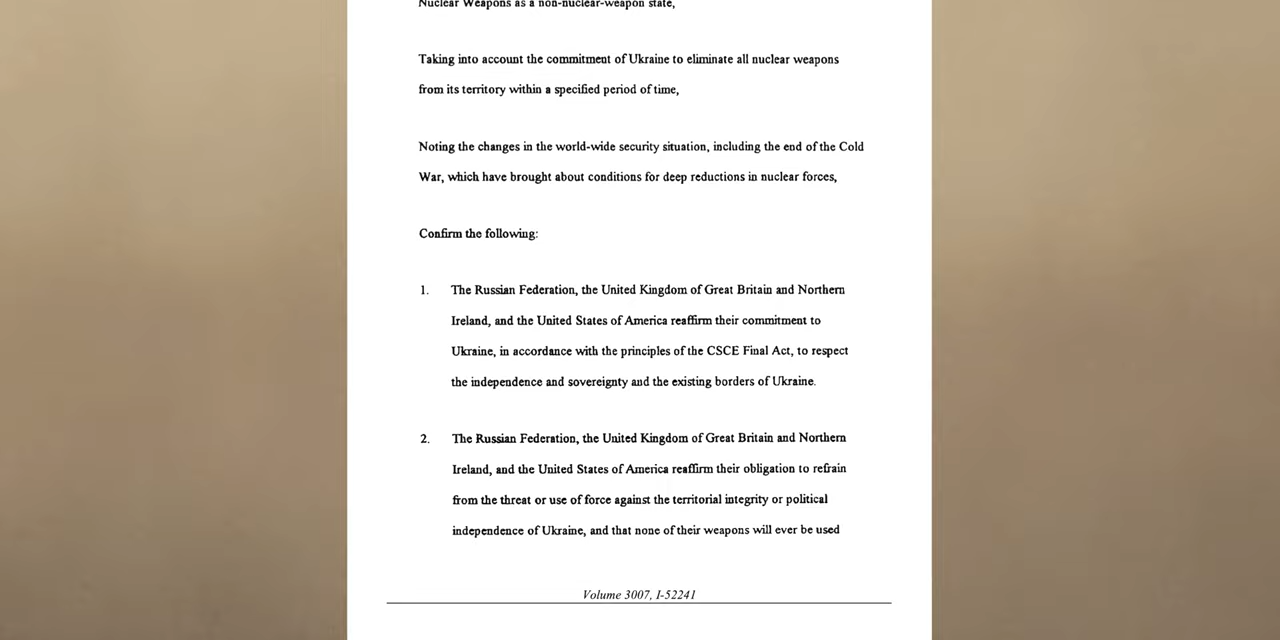 Nuclear Weapons as a non-nuclear-weapon state,
Taking into account the commitment of Ukraine to eliminate all nuclear weapons
from its territory within a specified period of time,
Noting the changes in the world-wide security situation, including the end of the Cold
War, which have brought about conditions for deep reductions in nuclear forces,
Confirm the following:
1. The Russian Federation, the United Kingdom of Great Britain and Northern
Ireland, and the United States of America reaffirm their commitment to
Ukraine, in accordance with the principles of the CSCE Final Act, to respect
the independence and sovereignty and the existing borders of Ukraine.
2. The Russian Federation, the United Kingdom of Great Britain and Northern
Ireland, and the United States of America reaffirm their obligation to refrain
from the threat or use of force against the territorial integrity or political
independence of Ukraine, and that none of their weapons will ever be used
Volume 3007, I-52241